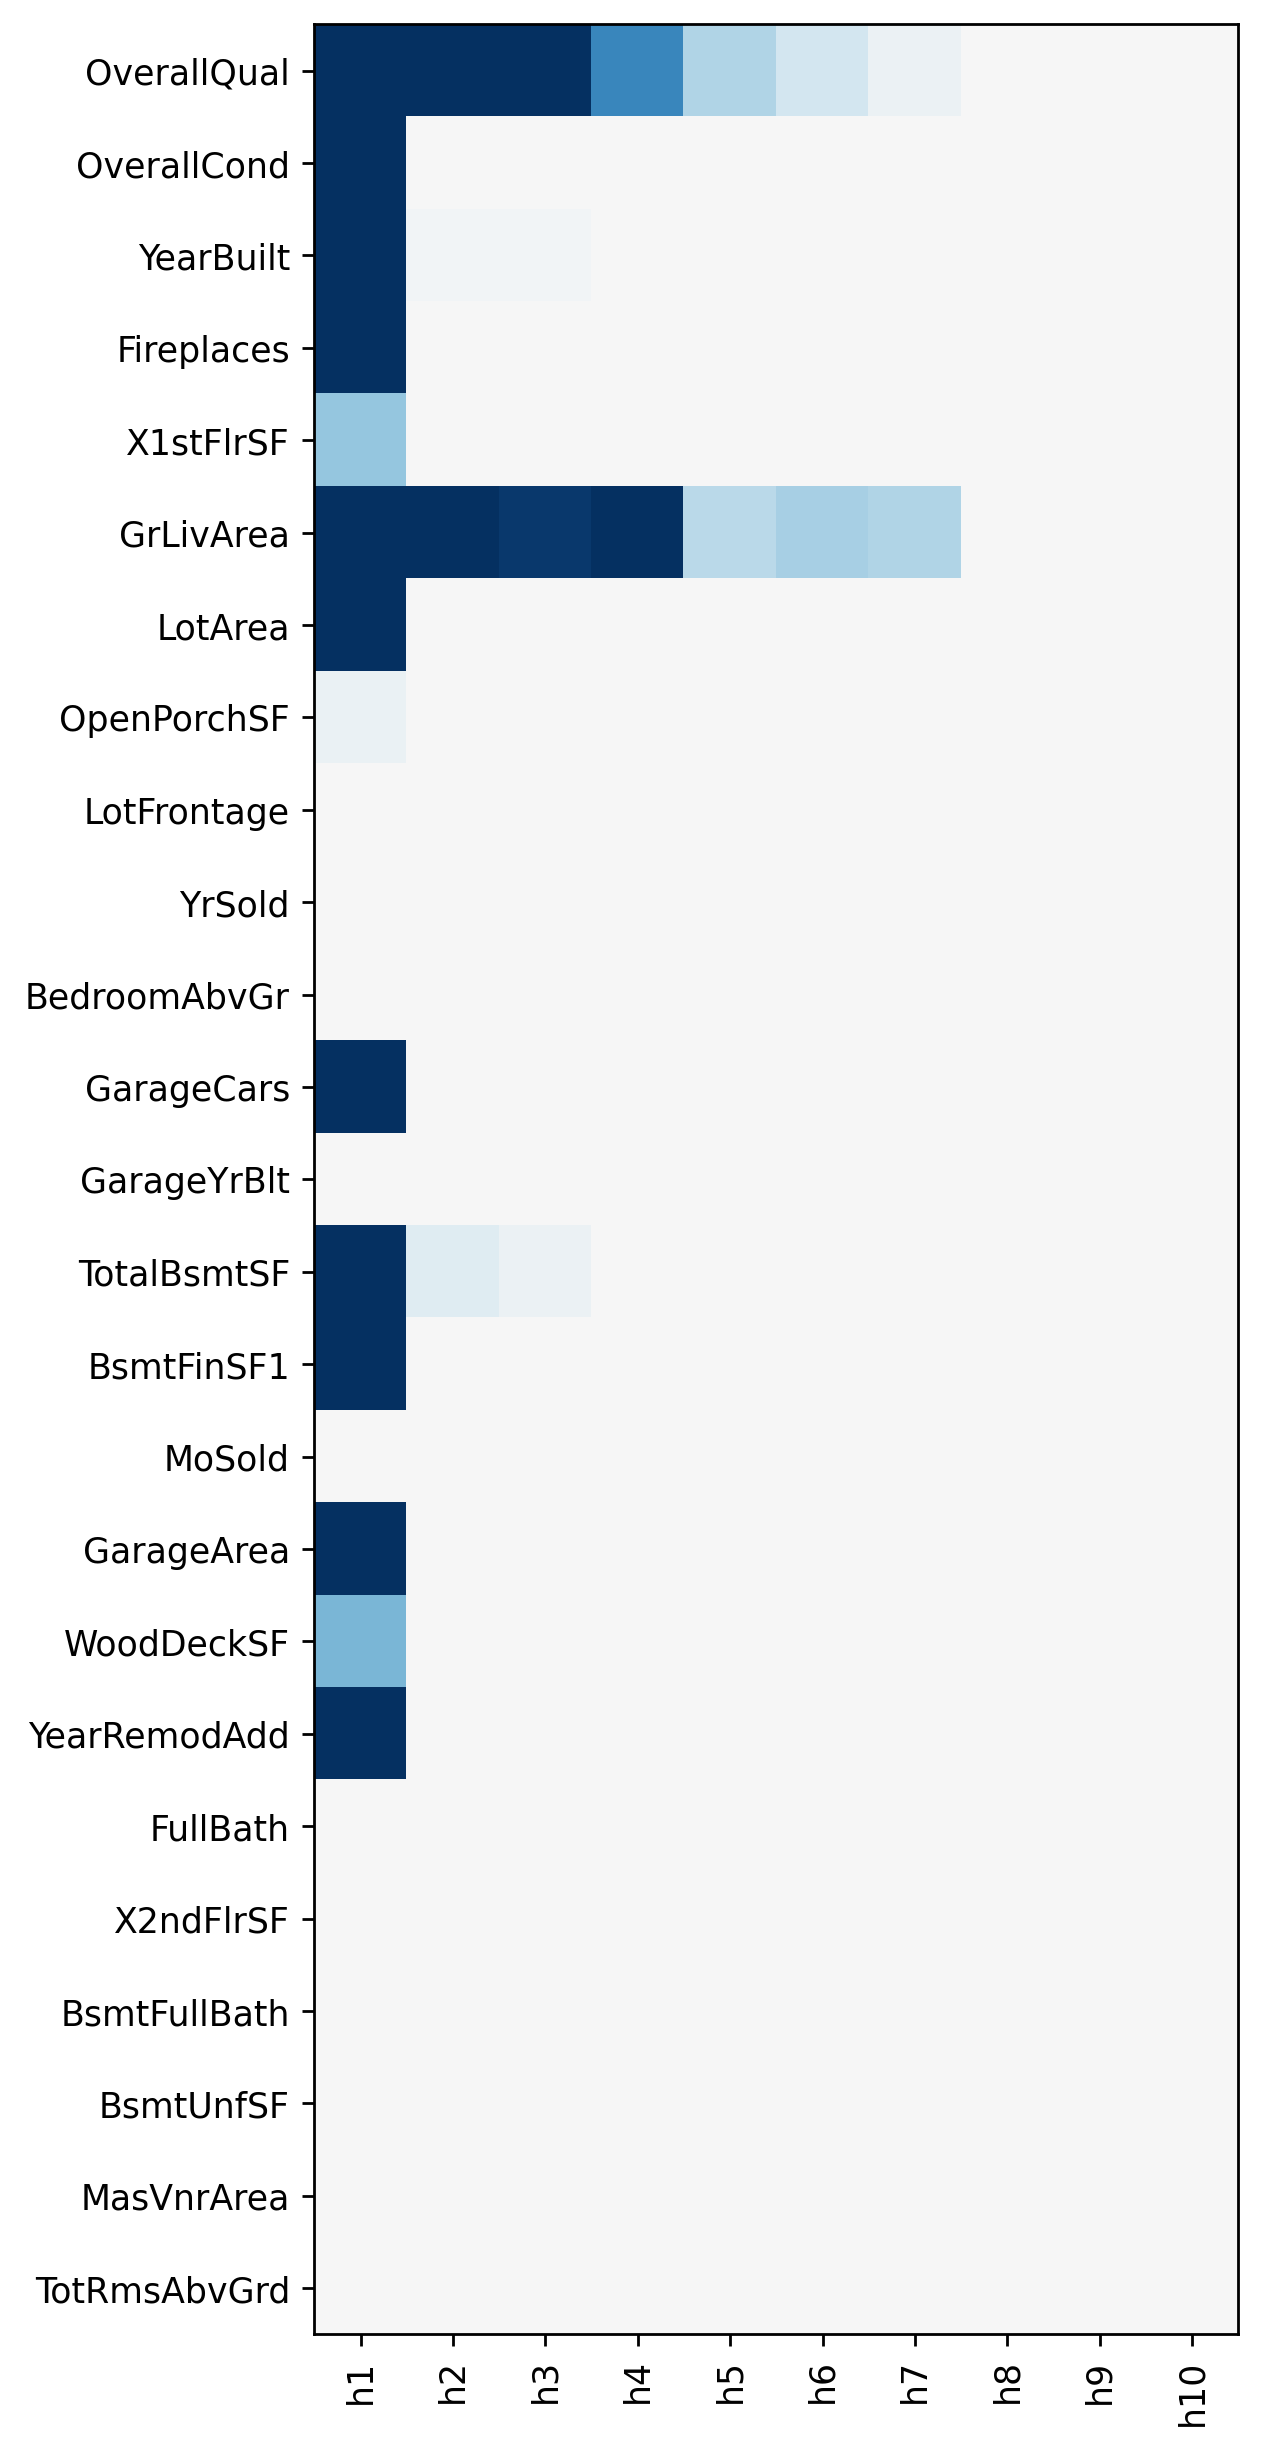 OverallQual
OverallCond
YearBuilt
Fireplaces
X1stFlrSF
GrLivArea
LotArea
OpenPorchSF
LotFrontage
YrSold
BedroomAbvGr
GarageCars
GarageYrBlt
TotalBsmtSF
BsmtFinSF1
MoSold
GarageArea
WoodDeckSF
YearRemodAdd
FullBath
X2ndFlrSF
BsmtFullBath
BsmtUnfSF
MasVnrArea
TotRmsAbvGrd
h1
h2
h3
h4
h5
h6
h7
h8
h9
h10